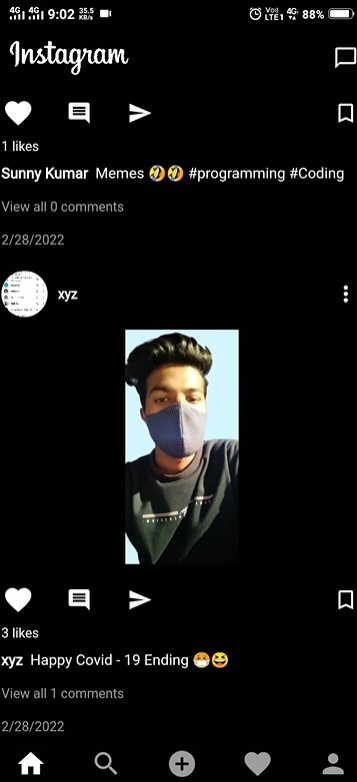 4G 4G 9:02 35.5 KB/s Vo) LTE1 4G 88%
Instagram
1 likes
Sunny Kumar Memes 🤣🤣 #programming #Coding
View all 0 comments
2/28/2022
xyz
3 likes
xyz Happy Covid - 19 Ending 😷😆
View all 1 comments
2/28/2022